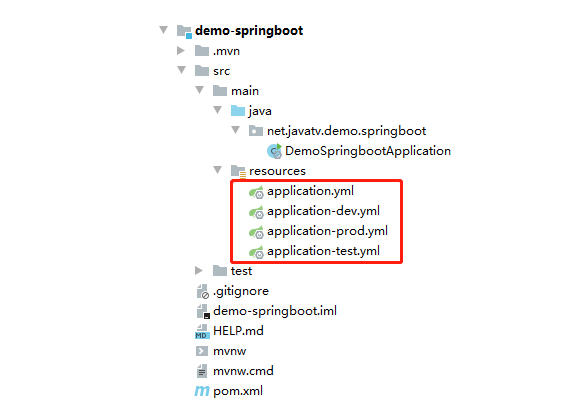 demo-springboot
.mvn
src
main
java
net.javatv.demo.springboot
DemoSpringbootApplication
resources
application.yml
application-dev.yml
application-prod.yml
application-test.yml
test
.gitignore
demo-springboot.iml
MD HELP.md
mvnw
mvnw.cmd
pom.xml